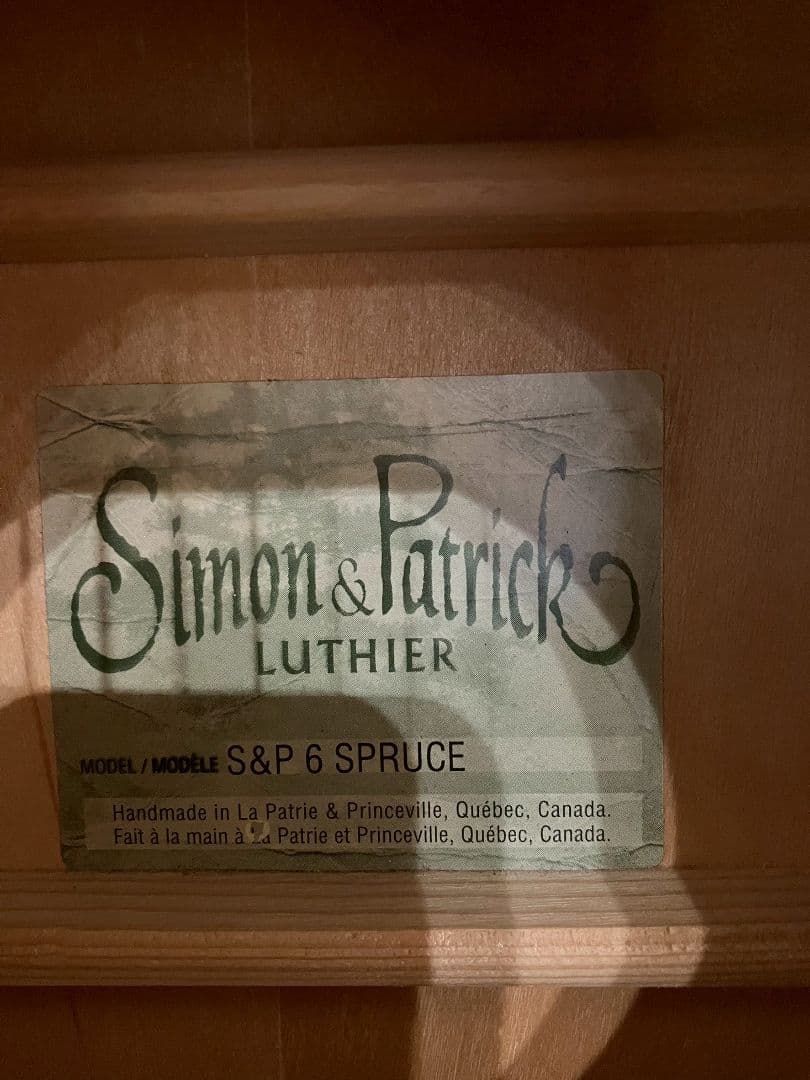 Simon & Patrick
LUTHIER
MODEL / MODÈLE S&P 6 SPRUCE
Handmade in La Patrie & Princeville, Québec, Canada.
Fait à la main à La Patrie et Princeville, Québec, Canada.